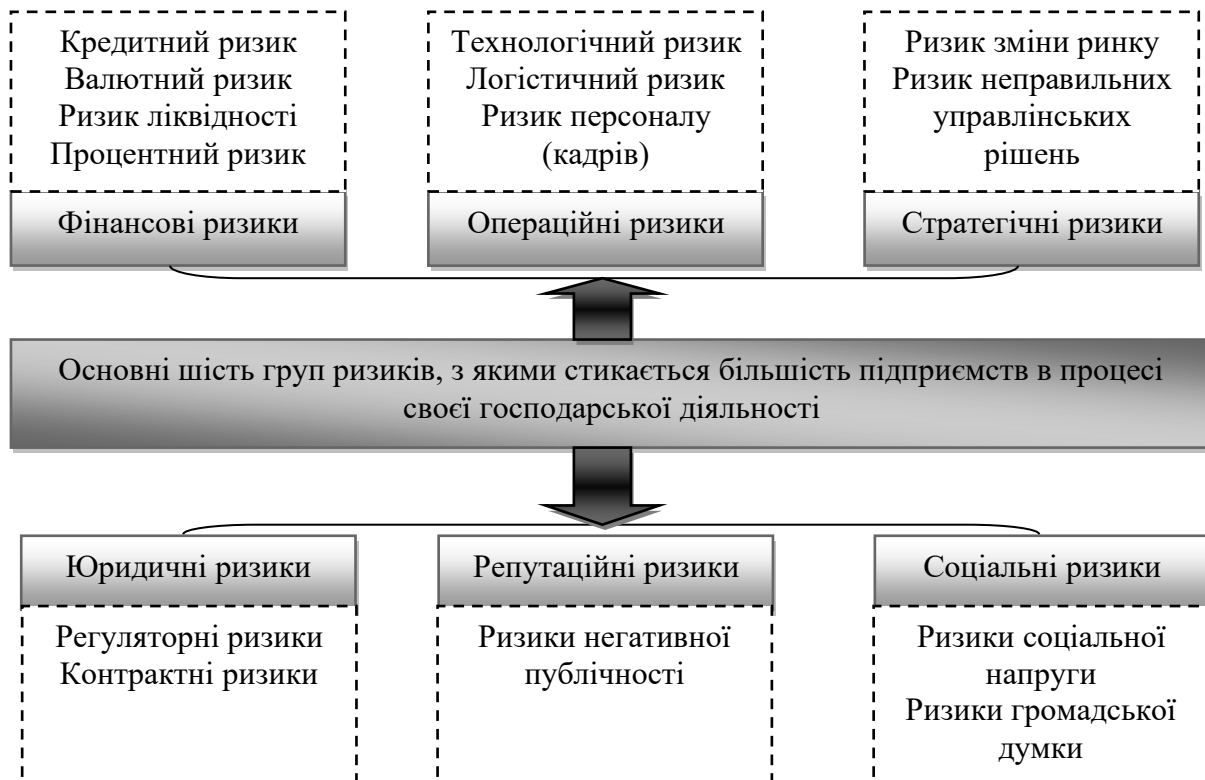 Кредитний ризик
Валютний ризик
Ризик ліквідності
Процентний ризик
Фінансові ризики
Технологічний ризик
Логістичний ризик
Ризик персоналу
(кадрів)
Операційні ризики
Ризик зміни ринку
Ризик неправильних
управлінських
рішень
Стратегічні ризики
Основні шість груп ризиків, з якими стикається більшість підприємств в процесі
своєї господарської діяльності
Юридичні ризики
Регуляторні ризики
Контрактні ризики
Репутаційні ризики
Ризики негативної
публічності
Соціальні ризики
Ризики соціальної
напруги
Ризики громадської
думки